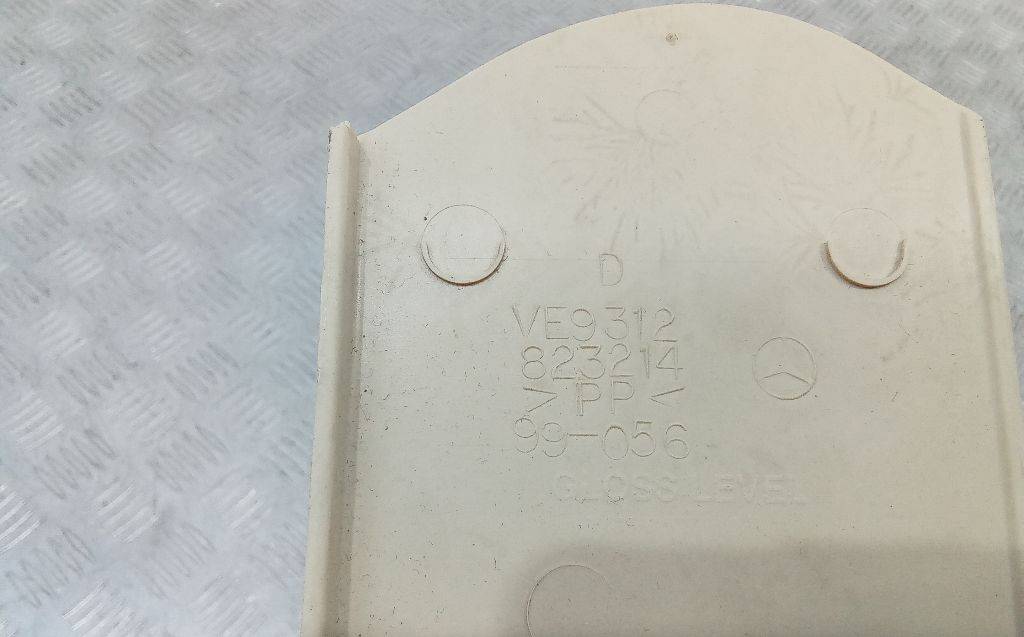 D
VE9312
823214
>PP<
99-056
GLOSS LEVEL